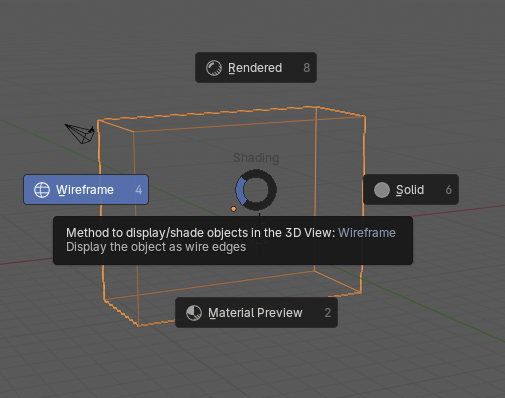 Rendered 8
Shading
Wireframe 4
Solid 6
Method to display/shade objects in the 3D View: Wireframe
Display the object as wire edges
Material Preview 2